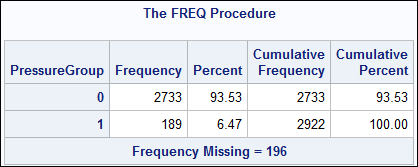 The FREQ Procedure
PressureGroup Frequency Percent Cumulative Frequency Cumulative Percent
0 2733 93.53 2733 93.53
1 189 6.47 2922 100.00
Frequency Missing = 196